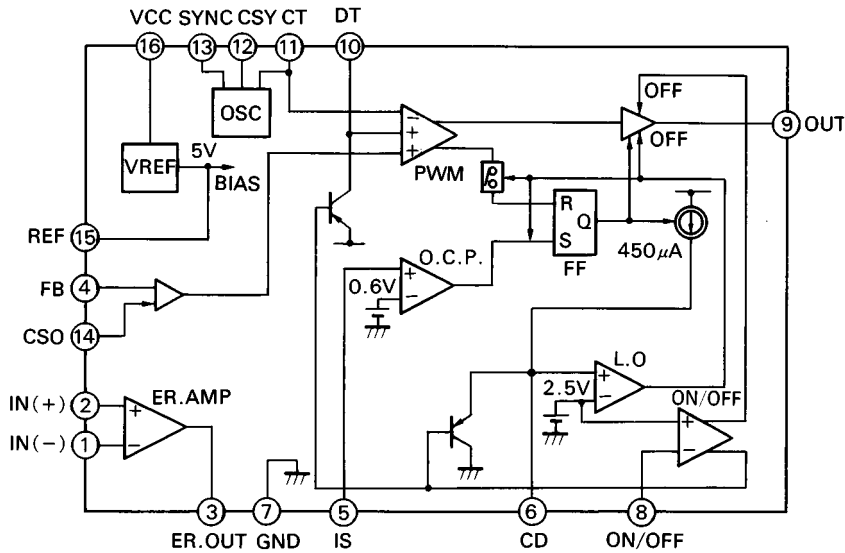 VCC SYNC CSY CT DT
16 13 12 11 10
OSC
OFF
9 OUT
OFF
5V
VREF
BIAS
PWM
- + +
REF 15
R
Q
S
FF
450μA
O.C.P.
0.6V
+ -
FB 4
CSO 14
L.O
2.5V
+ -
ON/OFF
+ -
IN(+) 2
ER.AMP
+ -
IN(-) 1
3 7 5 6 8
ER.OUT GND IS CD ON/OFF